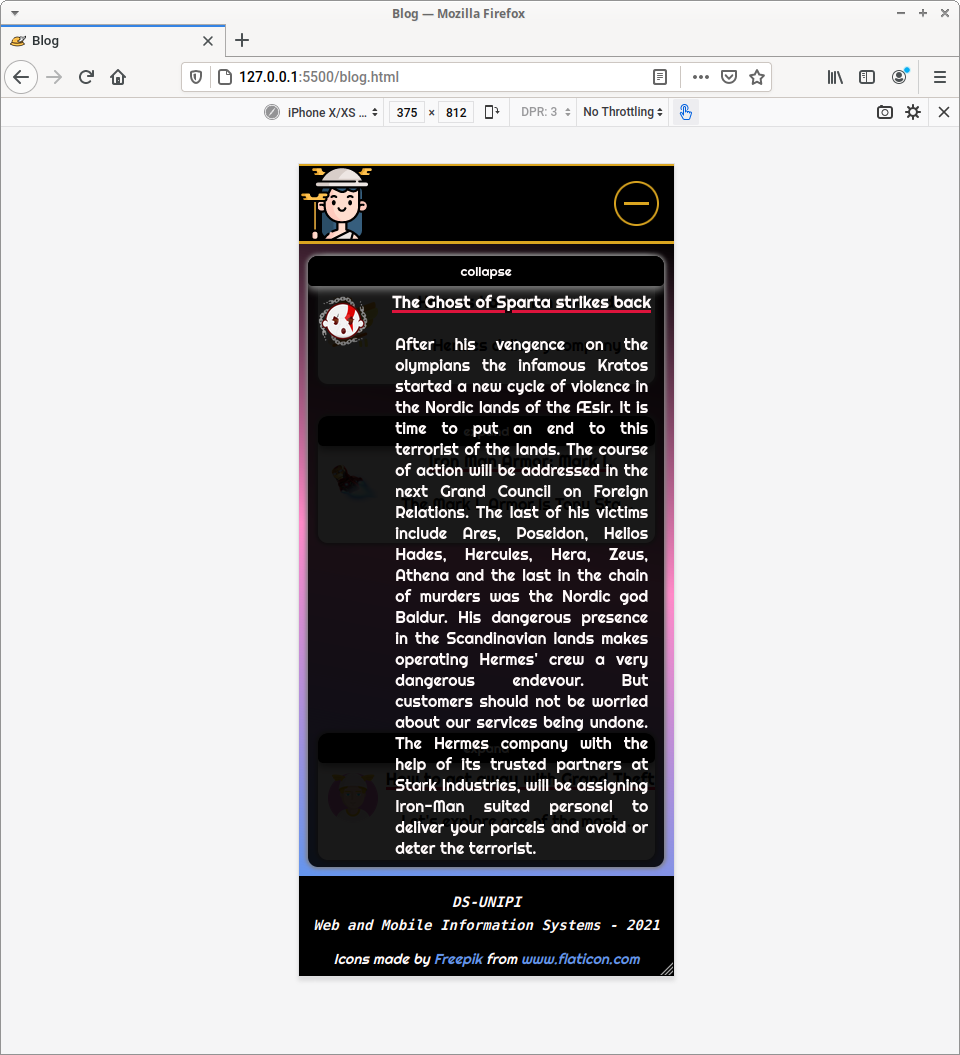 Blog — Mozilla Firefox
Blog
127.0.0.1:5500/blog.html
iPhone X/XS ... 375 × 812 DPR: 3 No Throttling
collapse
The Ghost of Sparta strikes back
After his vengence on the
olympians the infamous Kratos
started a new cycle of violence in
the Nordic lands of the Æsir. It is
time to put an end to this
terrorist of the lands. The course
of action will be addressed in the
next Grand Council on Foreign
Relations. The last of his victims
include Ares, Poseidon, Helios
Hades, Hercules, Hera, Zeus,
Athena and the last in the chain
of murders was the Nordic god
Baldur. His dangerous presence
in the Scandinavian lands makes
operating Hermes' crew a very
dangerous endevour. But
customers should not be worried
about our services being undone.
The Hermes company with the
help of its trusted partners at
Stark Industries, will be assigning
Iron-Man suited personel to
deliver your parcels and avoid or
deter the terrorist.
DS-UNIPI
Web and Mobile Information Systems - 2021
Icons made by Freepik from www.flaticon.com